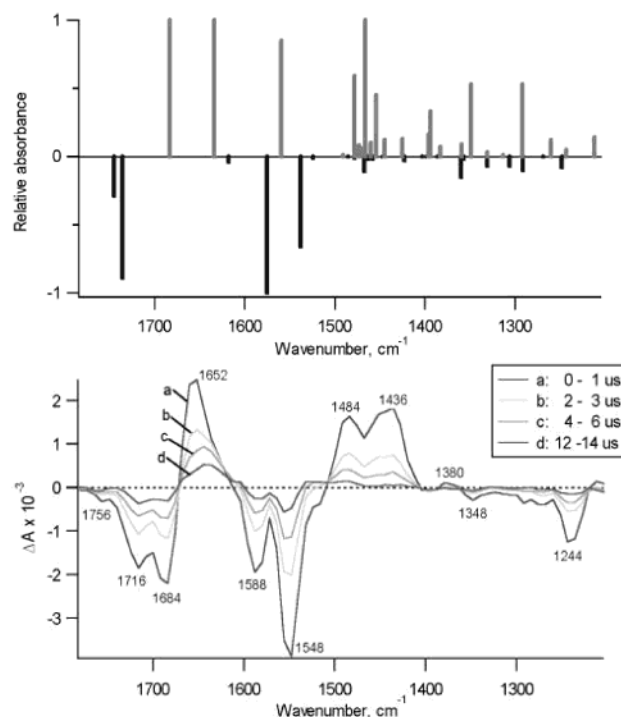 1
0
-1
Relative absorbance
1700 1600 1500 1400 1300
Wavenumber, cm-1
a: 0 - 1 us
b: 2 - 3 us
c: 4 - 6 us
d: 12 -14 us
2
1
0
-1
-2
-3
ΔA x 10-3
a
b
c
d
1652
1484
1436
1380
1756
1716
1684
1588
1548
1348
1244
1700 1600 1500 1400 1300
Wavenumber, cm-1